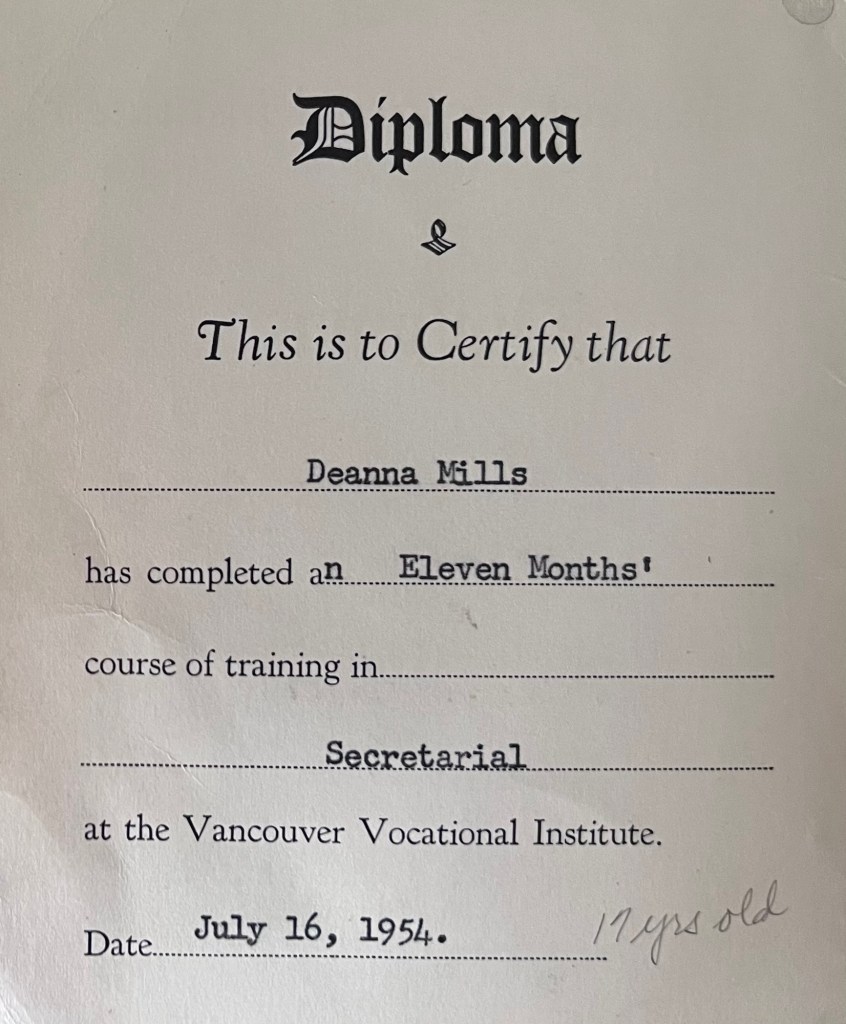 Diploma
This is to Certify that
Deanna Mills
has completed an Eleven Months'
course of training in
Secretarial
at the Vancouver Vocational Institute.
Date July 16, 1954. 17 yrs old